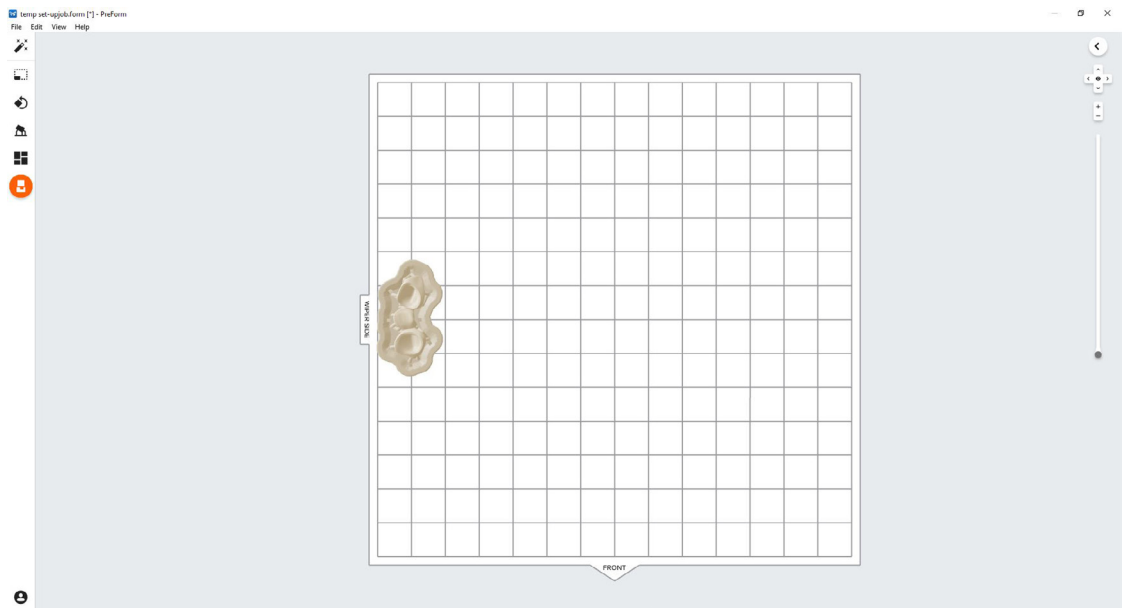 temp set-upjob.form [*] - PreForm
File Edit View Help
WIPER SIDE
FRONT